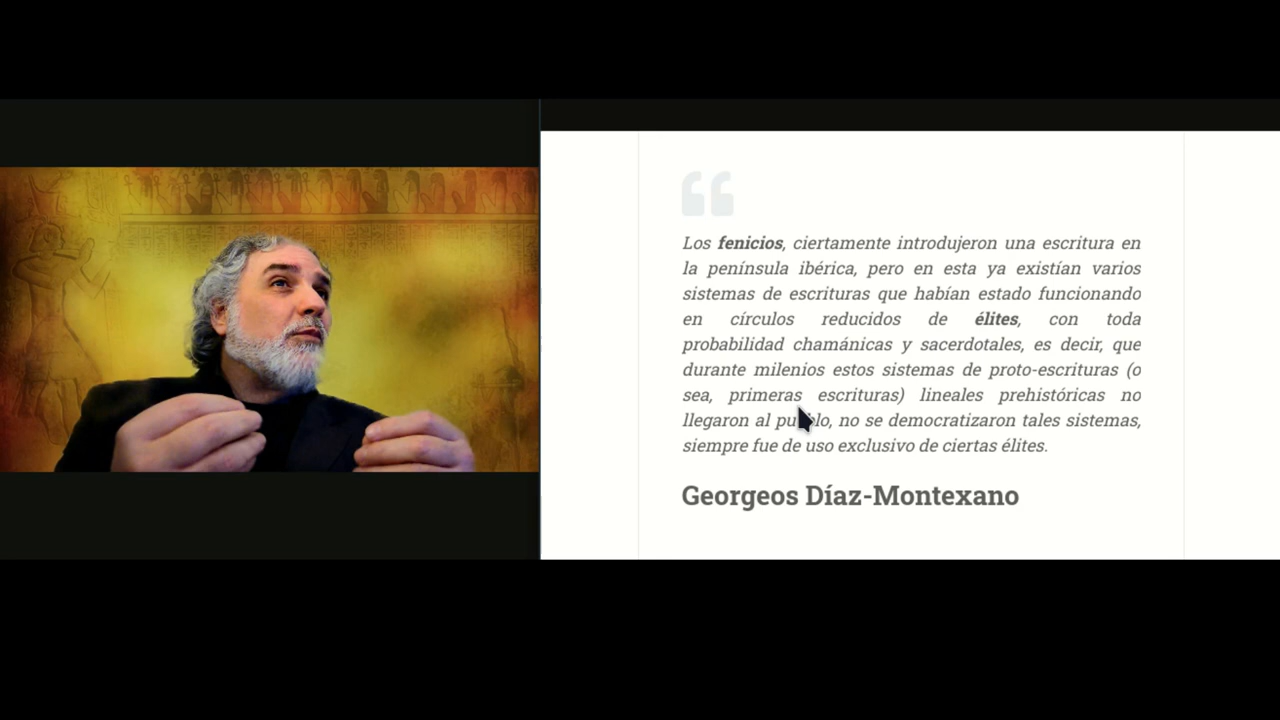 Los fenicios, ciertamente introdujeron una escritura en
la península ibérica, pero en esta ya existían varios
sistemas de escrituras que habían estado funcionando
en círculos reducidos de élites, con toda
probabilidad chamánicas y sacerdotales, es decir, que
durante milenios estos sistemas de proto-escrituras (o
sea, primeras escrituras) lineales prehistóricas no
llegaron al pueblo, no se democratizaron tales sistemas,
siempre fue de uso exclusivo de ciertas élites.
Georgeos Díaz-Montexano